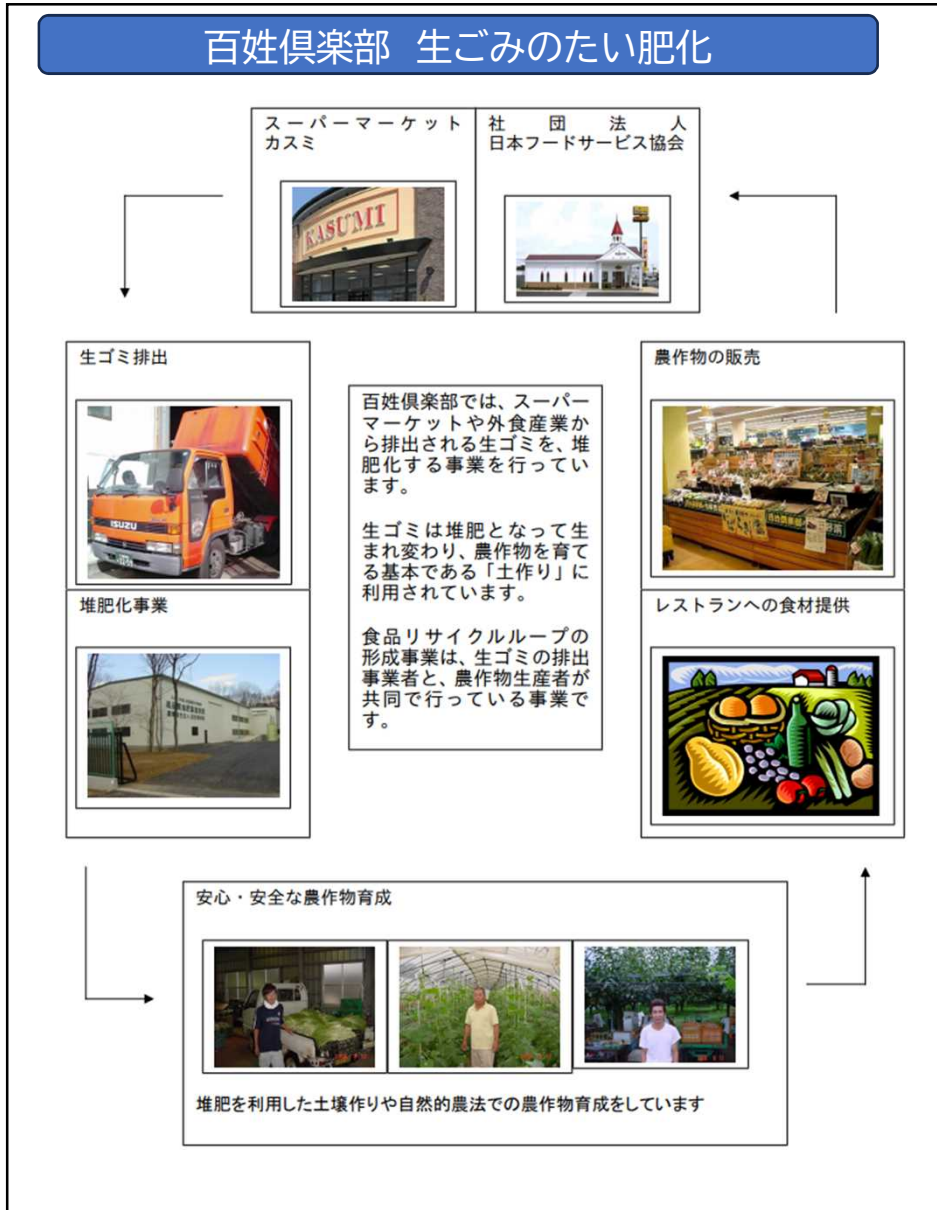 百姓倶楽部 生ごみのたい肥化
スーパーマーケット
カスミ
社団法人
日本フードサービス協会
KASUMI
生ゴミ排出
ISUZU
堆肥化事業
百姓倶楽部では、スーパー
マーケットや外食産業か
ら排出される生ゴミを、堆
肥化する事業を行ってい
ます。
生ゴミは堆肥となって生
まれ変わり、農作物を育て
る基本である「土作り」に
利用されています。
食品リサイクルループの
形成事業は、生ゴミの排出
事業者と、農作物生産者が
共同で行っている事業で
す。
農作物の販売
レストランへの食材提供
安心・安全な農作物育成
堆肥を利用した土壌作りや自然的農法での農作物育成をしています